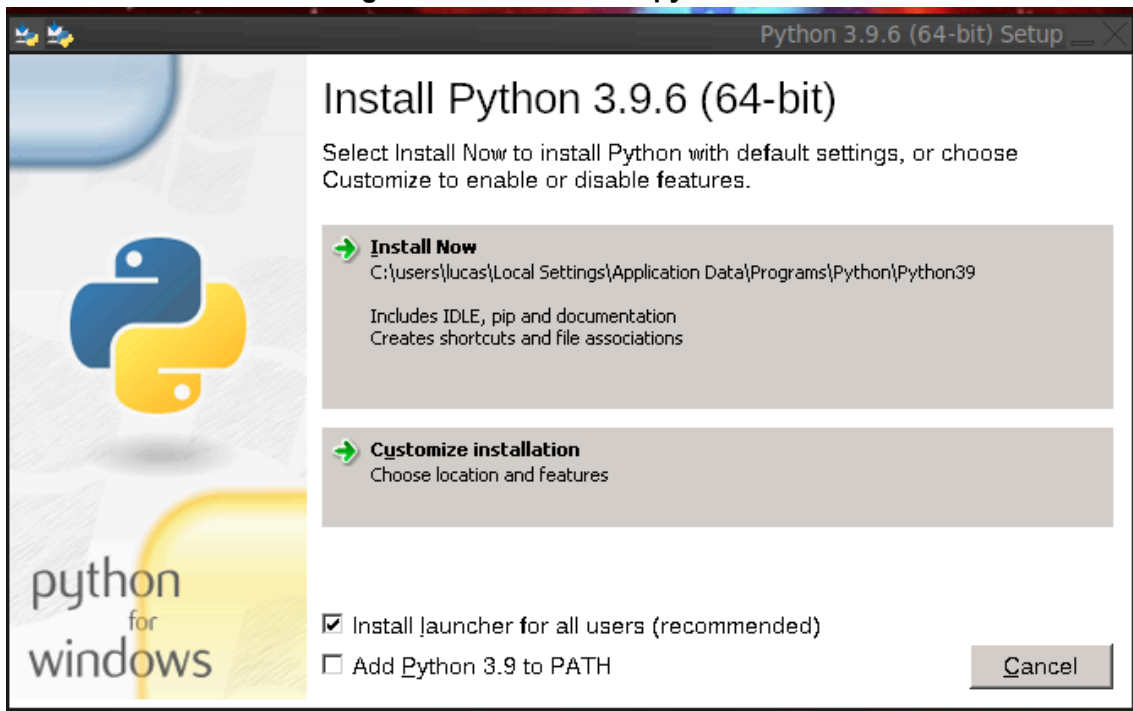 Python 3.9.6 (64-bit) Setup
Install Python 3.9.6 (64-bit)
Select Install Now to install Python with default settings, or choose
Customize to enable or disable features.
Install Now
C:\users\lucas\Local Settings\Application Data\Programs\Python\Python39
Includes IDLE, pip and documentation
Creates shortcuts and file associations
Customize installation
Choose location and features
python
for
windows
Install launcher for all users (recommended)
Add Python 3.9 to PATH
Cancel